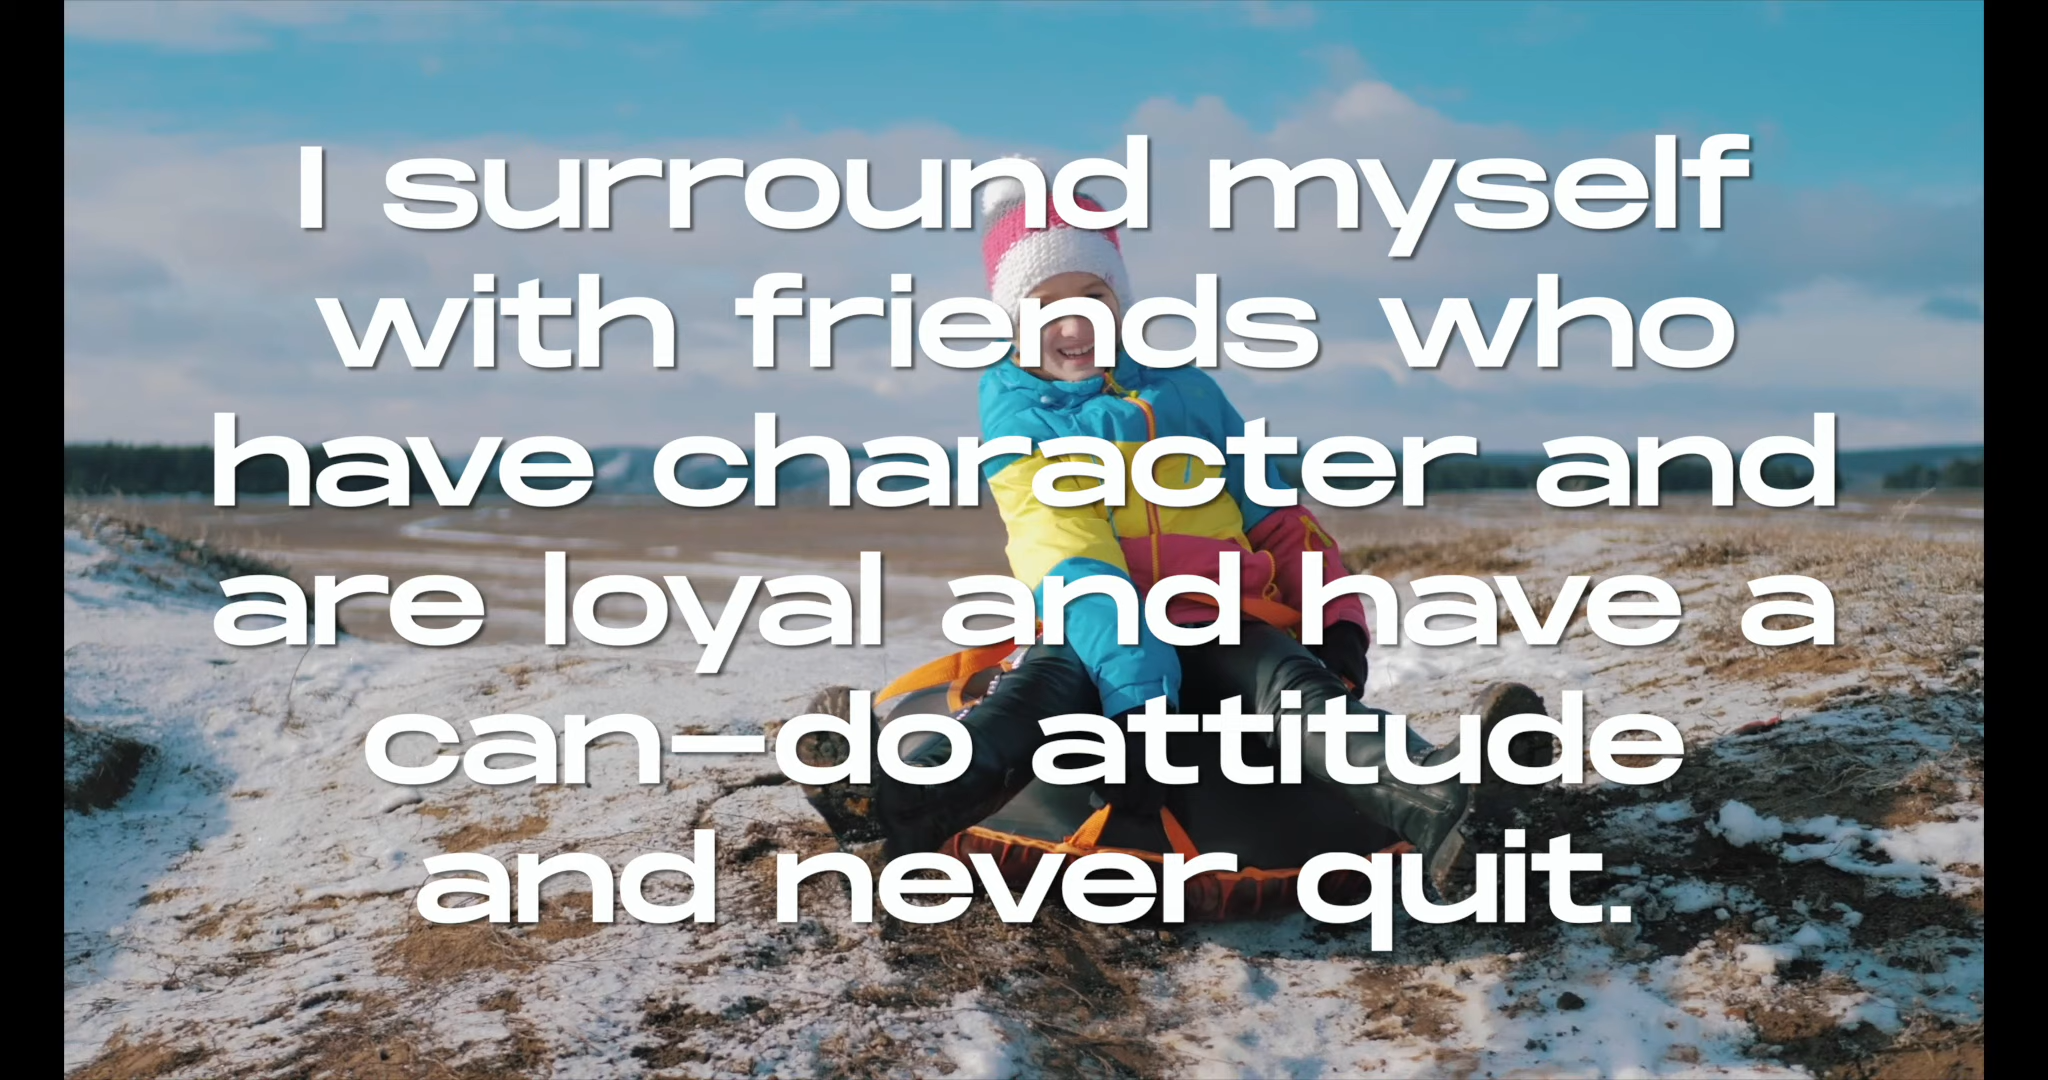 I surround myself
with friends who
have character and
are loyal and have a
can-do attitude
and never quit.